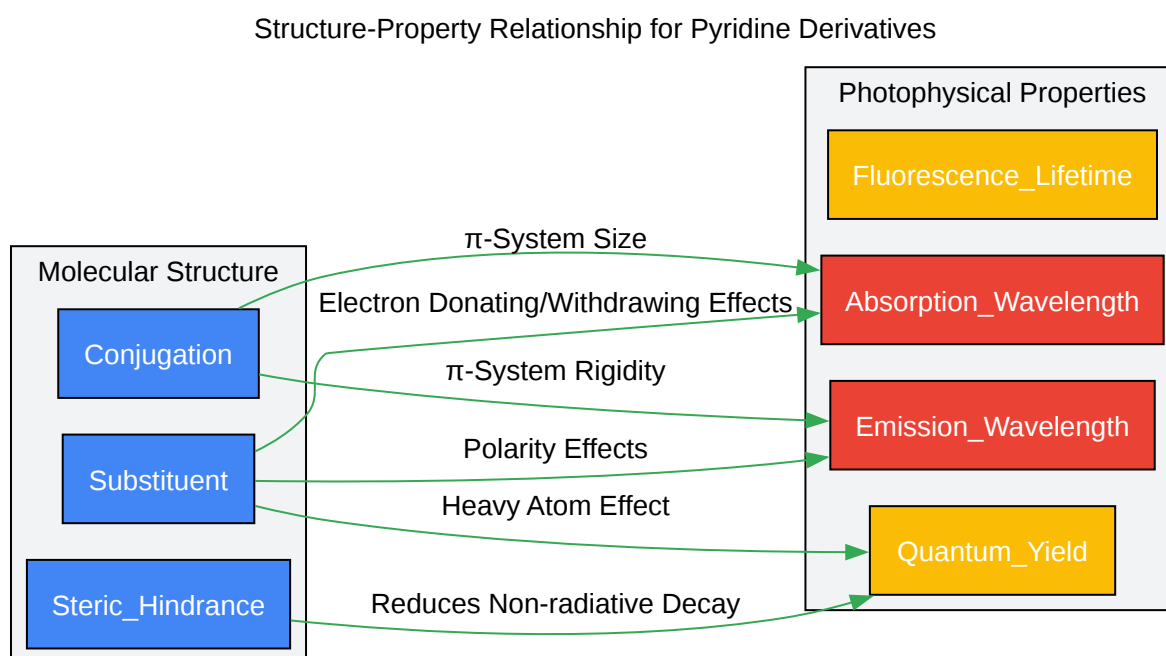 Structure-Property Relationship for Pyridine Derivatives
Molecular Structure
Conjugation
Substituent
Steric_Hindrance
π-System Size
Electron Donating/Withdrawing Effects
π-System Rigidity
Polarity Effects
Heavy Atom Effect
Reduces Non-radiative Decay
Photophysical Properties
Fluorescence_Lifetime
Absorption_Wavelength
Emission_Wavelength
Quantum_Yield